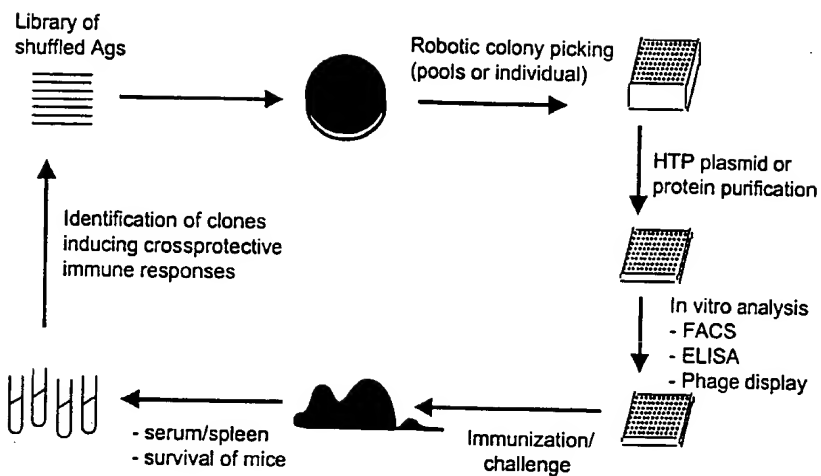 Library of
shuffled Ags
Robotic colony picking
(pools or individual)
HTP plasmid or
protein purification
In vitro analysis
- FACS
- ELISA
- Phage display
Immunization/
challenge
- serum/spleen
- survival of mice
Identification of clones
inducing crossprotective
immune responses